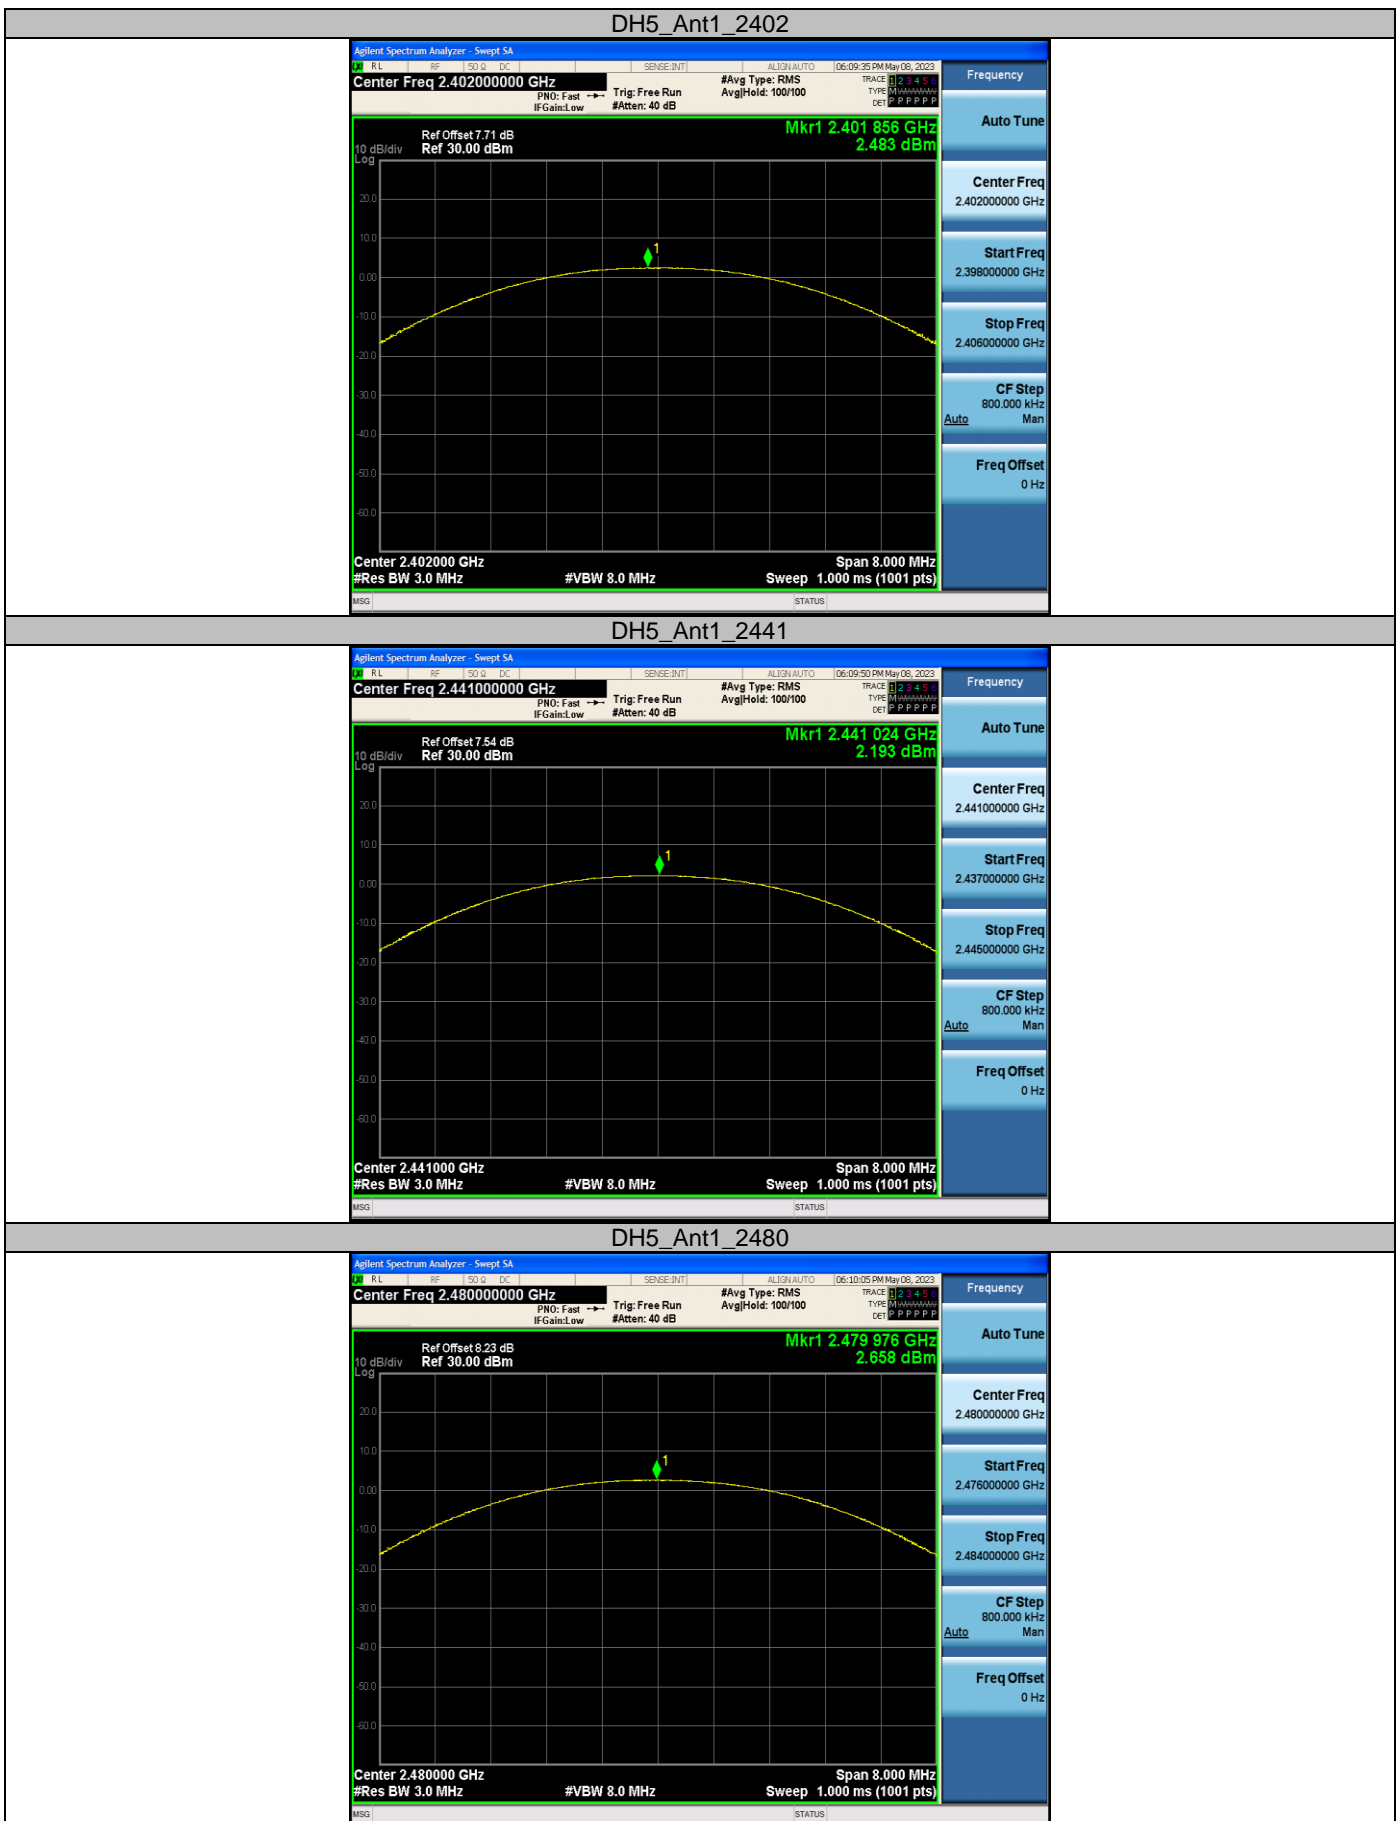 DH5_Ant1_2402
Agilent Spectrum Analyzer - Swept SA
LXI RL RF 50 Ω DC SENSE:INT ALIGNAUTO 06:09:35 PM May 08, 2023
Center Freq 2.402000000 GHz
PNO: Fast
IFGain:Low
Trig: Free Run
#Atten: 40 dB
#Avg Type: RMS
Avg|Hold: 100/100
TRACE 1 2 3 4 5 6
TYPE M
DET P P P P P P
Frequency
Ref Offset 7.71 dB
10 dB/div Ref 30.00 dBm
Log
Mkr1 2.401 856 GHz
2.483 dBm
20.0
10.0
0.00
-10.0
-20.0
-30.0
-40.0
-50.0
-60.0
1
Center 2.402000 GHz Span 8.000 MHz
#Res BW 3.0 MHz #VBW 8.0 MHz Sweep 1.000 ms (1001 pts)
MSG STATUS
Auto Tune
Center Freq
2.402000000 GHz
Start Freq
2.398000000 GHz
Stop Freq
2.406000000 GHz
CF Step
800.000 kHz
Auto Man
Freq Offset
0 Hz
DH5_Ant1_2441
Agilent Spectrum Analyzer - Swept SA
LXI RL RF 50 Ω DC SENSE:INT ALIGNAUTO 06:09:50 PM May 08, 2023
Center Freq 2.441000000 GHz
PNO: Fast
IFGain:Low
Trig: Free Run
#Atten: 40 dB
#Avg Type: RMS
Avg|Hold: 100/100
TRACE 1 2 3 4 5 6
TYPE M
DET P P P P P P
Frequency
Ref Offset 7.54 dB
10 dB/div Ref 30.00 dBm
Log
Mkr1 2.441 024 GHz
2.193 dBm
20.0
10.0
0.00
-10.0
-20.0
-30.0
-40.0
-50.0
-60.0
1
Center 2.441000 GHz Span 8.000 MHz
#Res BW 3.0 MHz #VBW 8.0 MHz Sweep 1.000 ms (1001 pts)
MSG STATUS
Auto Tune
Center Freq
2.441000000 GHz
Start Freq
2.437000000 GHz
Stop Freq
2.445000000 GHz
CF Step
800.000 kHz
Auto Man
Freq Offset
0 Hz
DH5_Ant1_2480
Agilent Spectrum Analyzer - Swept SA
LXI RL RF 50 Ω DC SENSE:INT ALIGNAUTO 06:10:05 PM May 08, 2023
Center Freq 2.480000000 GHz
PNO: Fast
IFGain:Low
Trig: Free Run
#Atten: 40 dB
#Avg Type: RMS
Avg|Hold: 100/100
TRACE 1 2 3 4 5 6
TYPE M
DET P P P P P P
Frequency
Ref Offset 8.23 dB
10 dB/div Ref 30.00 dBm
Log
Mkr1 2.479 976 GHz
2.658 dBm
20.0
10.0
0.00
-10.0
-20.0
-30.0
-40.0
-50.0
-60.0
1
Center 2.480000 GHz Span 8.000 MHz
#Res BW 3.0 MHz #VBW 8.0 MHz Sweep 1.000 ms (1001 pts)
MSG STATUS
Auto Tune
Center Freq
2.480000000 GHz
Start Freq
2.476000000 GHz
Stop Freq
2.484000000 GHz
CF Step
800.000 kHz
Auto Man
Freq Offset
0 Hz